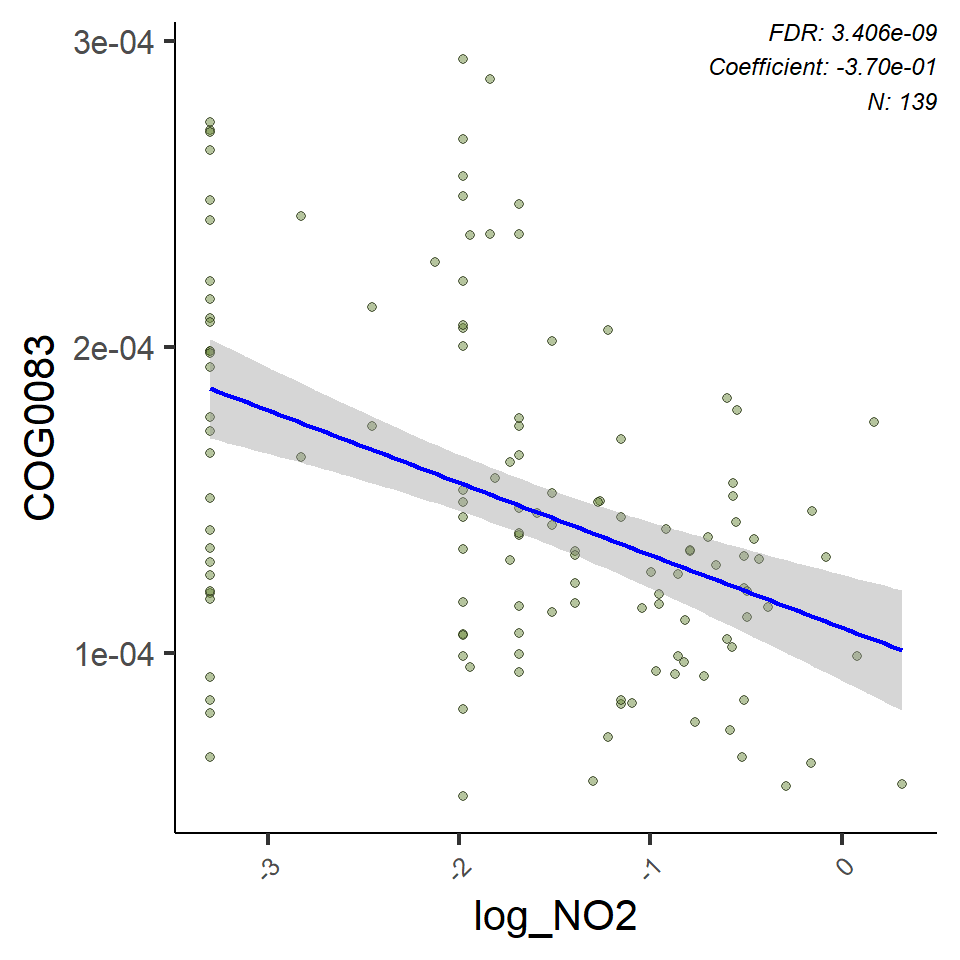 FDR: 3.406e-09
Coefficient: -3.70e-01
N: 139
3e-04
2e-04
1e-04
COG0083
-3
-2
-1
0
log_NO2